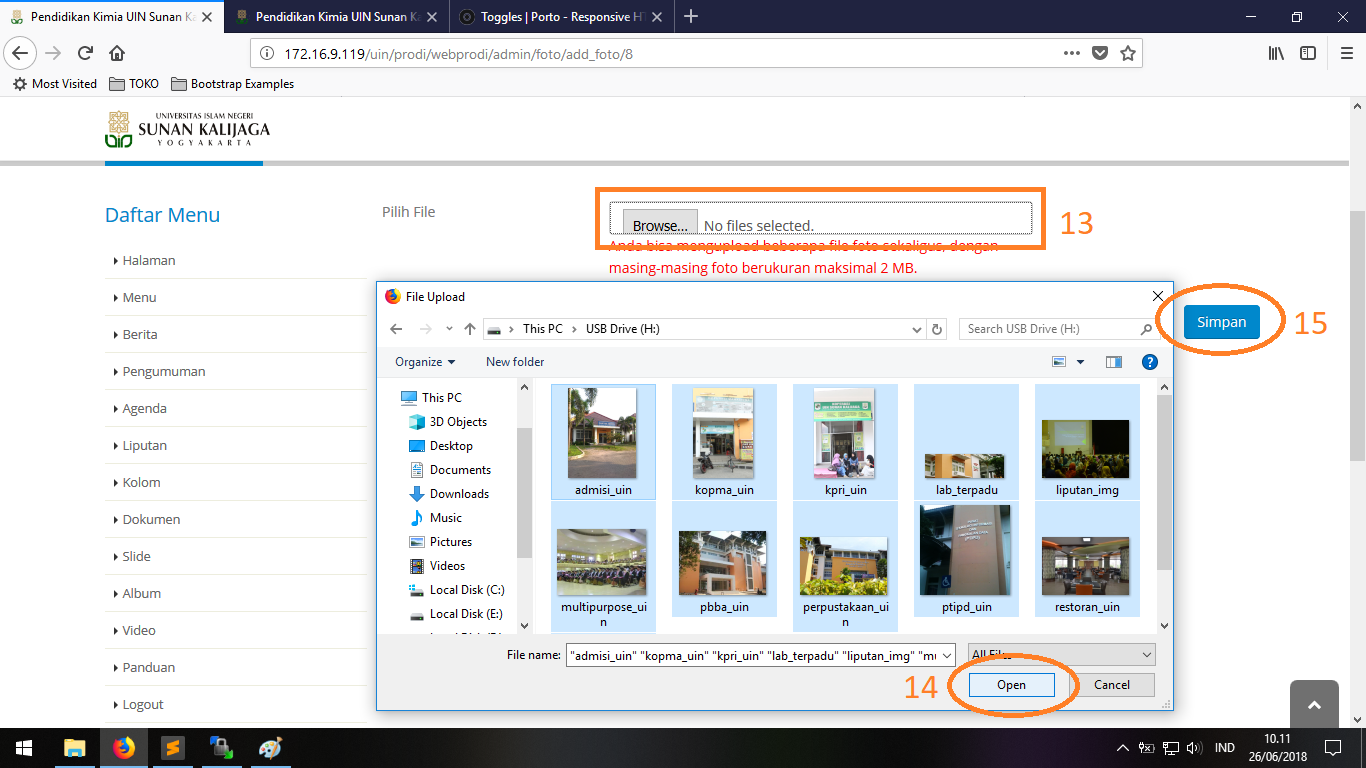 Pendidikan Kimia UIN Sunan Ka
Pendidikan Kimia UIN Sunan Ka
Toggles | Porto - Responsive HT
172.16.9.119/uin/prodi/webprodi/admin/foto/add_foto/8
Most Visited
TOKO
Bootstrap Examples
UNIVERSITAS ISLAM NEGERI
SUNAN KALIJAGA
YOGYAKARTA
Daftar Menu
Halaman
Menu
Berita
Pengumuman
Agenda
Liputan
Kolom
Dokumen
Slide
Album
Video
Panduan
Logout
Pilih File
Browse... No files selected.
13
Anda bisa mengupload beberapa file foto sekaligus, dengan
masing-masing foto berukuran maksimal 2 MB.
Simpan
15
File Upload
This PC
USB Drive (H:)
Search USB Drive (H:)
Organize
New folder
This PC
3D Objects
Desktop
Documents
Downloads
Music
Pictures
Videos
Local Disk (C:)
Local Disk (E:)
admisi_uin
kopma_uin
kpri_uin
lab_terpadu
liputan_img
multipurpose_ui
n
pbba_uin
perpustakaan_ui
n
ptipd_uin
restoran_uin
File name:
"admisi_uin" "kopma_uin" "kpri_uin" "lab_terpadu" "liputan_img" "mu
All Files
14
Open
Cancel
IND
10.11
26/06/2018